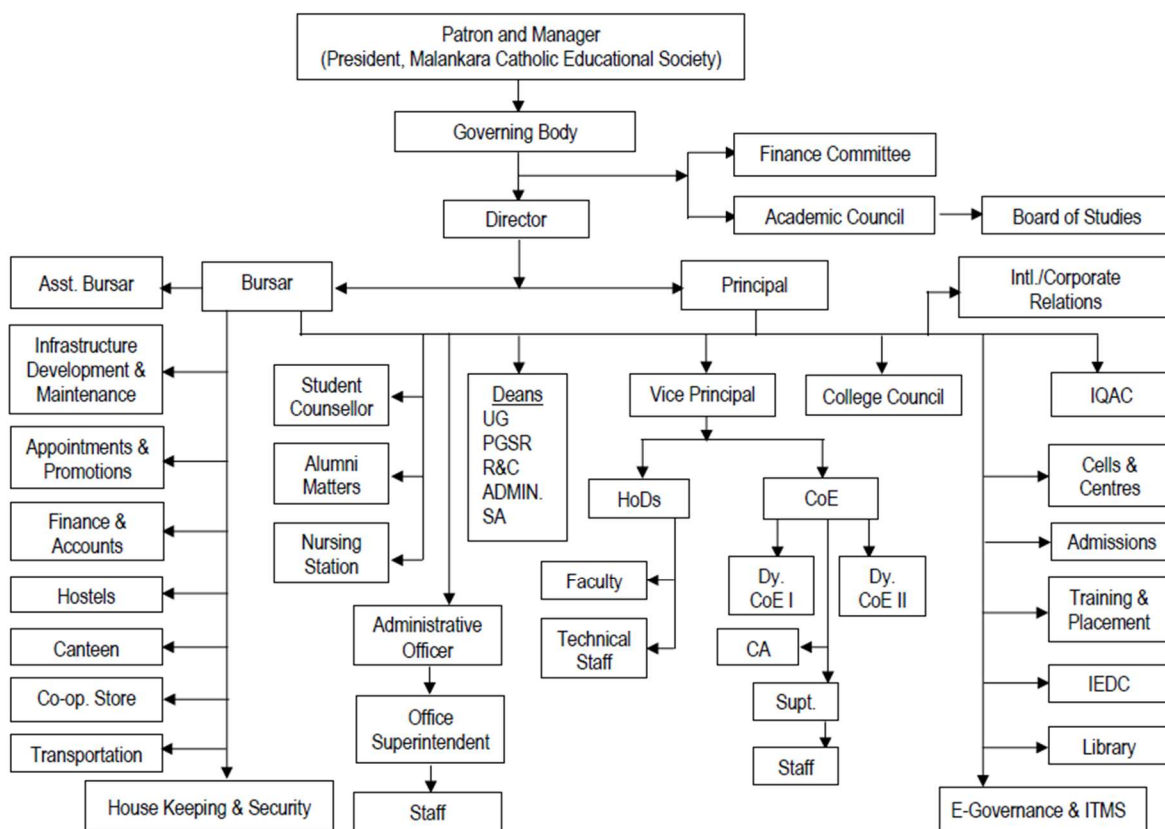 Patron and Manager
(President, Malankara Catholic Educational Society)
Governing Body
Finance Committee
Academic Council
Board of Studies
Director
Asst. Bursar
Bursar
Principal
Intl./Corporate
Relations
Infrastructure
Development &
Maintenance
Appointments &
Promotions
Finance &
Accounts
Hostels
Canteen
Co-op. Store
Transportation
House Keeping & Security
Student
Counsellor
Alumni
Matters
Nursing
Station
Administrative
Officer
Office
Superintendent
Staff
Deans
UG
PGSR
R&C
ADMIN.
SA
Vice Principal
HoDs
Faculty
Technical
Staff
CoE
Dy.
CoE I
Dy.
CoE II
CA
Supt.
Staff
College Council
IQAC
Cells &
Centres
Admissions
Training &
Placement
IEDC
Library
E-Governance & ITMS